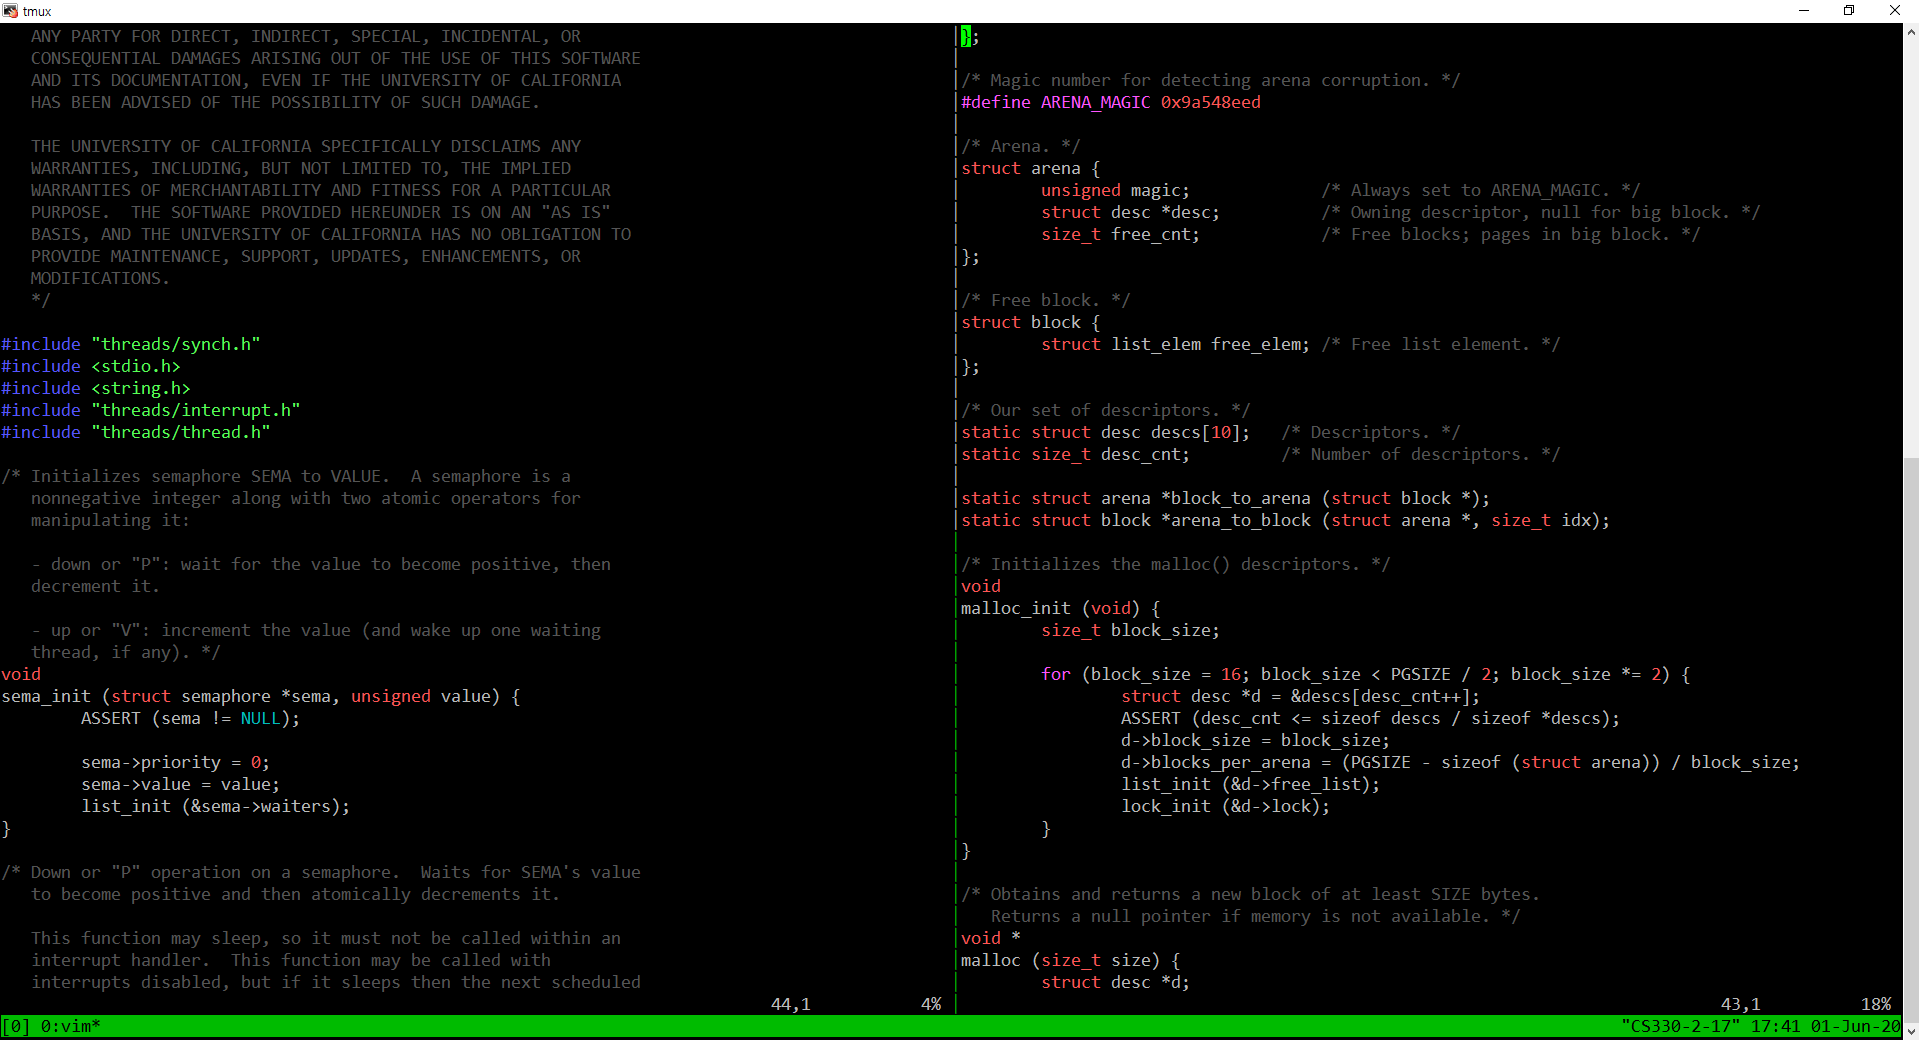 tmux
ANY PARTY FOR DIRECT, INDIRECT, SPECIAL, INCIDENTAL, OR
CONSEQUENTIAL DAMAGES ARISING OUT OF THE USE OF THIS SOFTWARE
AND ITS DOCUMENTATION, EVEN IF THE UNIVERSITY OF CALIFORNIA
HAS BEEN ADVISED OF THE POSSIBILITY OF SUCH DAMAGE.
THE UNIVERSITY OF CALIFORNIA SPECIFICALLY DISCLAIMS ANY
WARRANTIES, INCLUDING, BUT NOT LIMITED TO, THE IMPLIED
WARRANTIES OF MERCHANTABILITY AND FITNESS FOR A PARTICULAR
PURPOSE.  THE SOFTWARE PROVIDED HEREUNDER IS ON AN "AS IS"
BASIS, AND THE UNIVERSITY OF CALIFORNIA HAS NO OBLIGATION TO
PROVIDE MAINTENANCE, SUPPORT, UPDATES, ENHANCEMENTS, OR
MODIFICATIONS.
*/
#include "threads/synch.h"
#include <stdio.h>
#include <string.h>
#include "threads/interrupt.h"
#include "threads/thread.h"
/* Initializes semaphore SEMA to VALUE.  A semaphore is a
nonnegative integer along with two atomic operators for
manipulating it:
- down or "P": wait for the value to become positive, then
decrement it.
- up or "V": increment the value (and wake up one waiting
thread, if any). */
void
sema_init (struct semaphore *sema, unsigned value) {
ASSERT (sema != NULL);
sema->priority = 0;
sema->value = value;
list_init (&sema->waiters);
}
/* Down or "P" operation on a semaphore.  Waits for SEMA's value
to become positive and then atomically decrements it.
This function may sleep, so it must not be called within an
interrupt handler.  This function may be called with
interrupts disabled, but if it sleeps then the next scheduled
44,1 4%
};
/* Magic number for detecting arena corruption. */
#define ARENA_MAGIC 0x9a548eed
/* Arena. */
struct arena {
unsigned magic; /* Always set to ARENA_MAGIC. */
struct desc *desc; /* Owning descriptor, null for big block. */
size_t free_cnt; /* Free blocks; pages in big block. */
};
/* Free block. */
struct block {
struct list_elem free_elem; /* Free list element. */
};
/* Our set of descriptors. */
static struct desc descs[10]; /* Descriptors. */
static size_t desc_cnt; /* Number of descriptors. */
static struct arena *block_to_arena (struct block *);
static struct block *arena_to_block (struct arena *, size_t idx);
/* Initializes the malloc() descriptors. */
void
malloc_init (void) {
size_t block_size;
for (block_size = 16; block_size < PGSIZE / 2; block_size *= 2) {
struct desc *d = &descs[desc_cnt++];
ASSERT (desc_cnt <= sizeof descs / sizeof *descs);
d->block_size = block_size;
d->blocks_per_arena = (PGSIZE - sizeof (struct arena)) / block_size;
list_init (&d->free_list);
lock_init (&d->lock);
}
}
/* Obtains and returns a new block of at least SIZE bytes.
Returns a null pointer if memory is not available. */
void *
malloc (size_t size) {
struct desc *d;
43,1 18%
[0] 0:vim* "CS330-2-17" 17:41 01-Jun-20